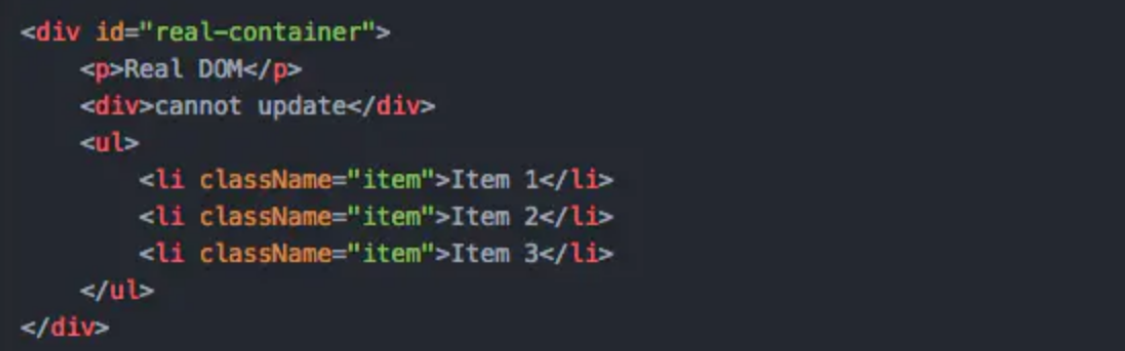 <div id="real-container">
    <p>Real DOM</p>
    <div>cannot update</div>
    <ul>
        <li className="item">Item 1</li>
        <li className="item">Item 2</li>
        <li className="item">Item 3</li>
    </ul>
</div>